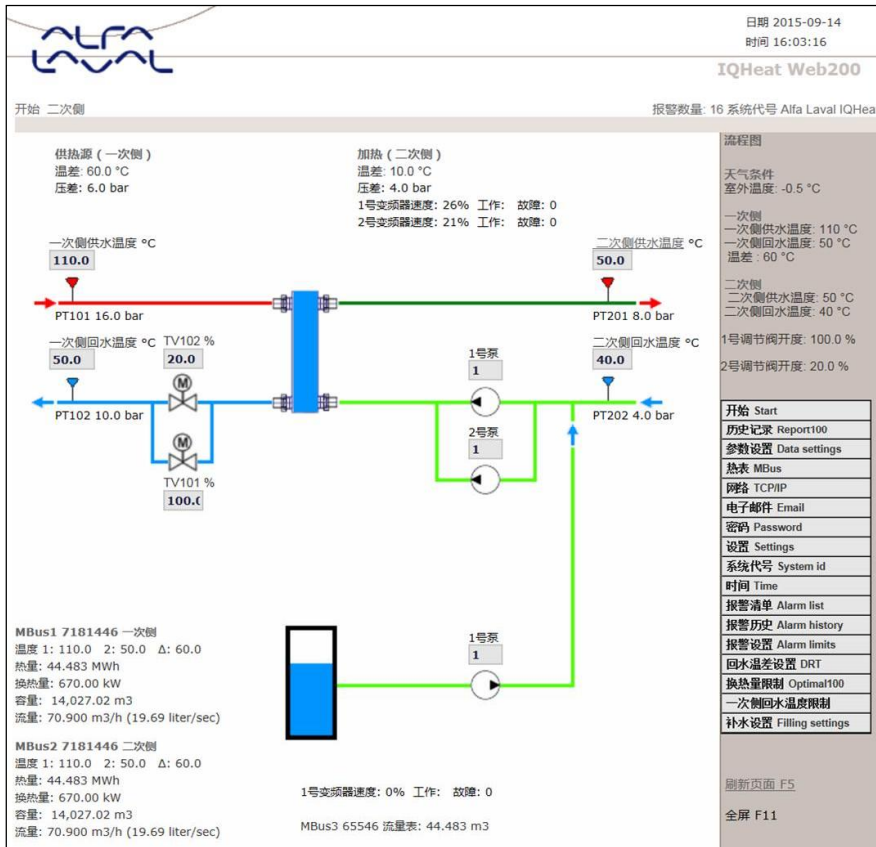 ALFA
LAVAL
日期 2015-09-14
时间 16:03:16
IQHeat Web200
开始 二次侧
报警数量: 16 系统代号 Alfa Laval IQHea
供热源 ( 一次侧 )
温差: 60.0 °C
压差: 6.0 bar
加热 ( 二次侧 )
温差: 10.0 °C
压差: 4.0 bar
1号变频器速度: 26% 工作: 故障: 0
2号变频器速度: 21% 工作: 故障: 0
一次侧供水温度 °C
110.0
二次侧供水温度 °C
50.0
PT101 16.0 bar
PT201 8.0 bar
一次侧回水温度 °C
50.0
TV102 %
20.0
M
1号泵
1
二次侧回水温度 °C
40.0
PT102 10.0 bar
PT202 4.0 bar
M
TV101 %
100.(
2号泵
1
MBus1 7181446 一次侧
温度 1: 110.0 2: 50.0 Δ: 60.0
热量: 44.483 MWh
换热量: 670.00 kW
容量: 14,027.02 m3
流量: 70.900 m3/h (19.69 liter/sec)
MBus2 7181446 二次侧
温度 1: 110.0 2: 50.0 Δ: 60.0
热量: 44.483 MWh
换热量: 670.00 kW
容量: 14,027.02 m3
流量: 70.900 m3/h (19.69 liter/sec)
1号泵
1
1号变频器速度: 0% 工作: 故障: 0
MBus3 65546 流量表: 44.483 m3
流程图
天气条件
室外温度: -0.5 °C
一次侧
一次侧供水温度: 110 °C
一次侧回水温度: 50 °C
温差 : 60 °C
二次侧
二次侧供水温度: 50 °C
二次侧回水温度: 40 °C
1号调节阀开度: 100.0 %
2号调节阀开度: 20.0 %
开始 Start
历史记录 Report100
参数设置 Data settings
热表 MBus
网络 TCP/IP
电子邮件 Email
密码 Password
设置 Settings
系统代号 System id
时间 Time
报警清单 Alarm list
报警历史 Alarm history
报警设置 Alarm limits
回水温差设置 DRT
换热量限制 Optimal100
一次侧回水温度限制
补水设置 Filling settings
刷新页面 F5
全屏 F11